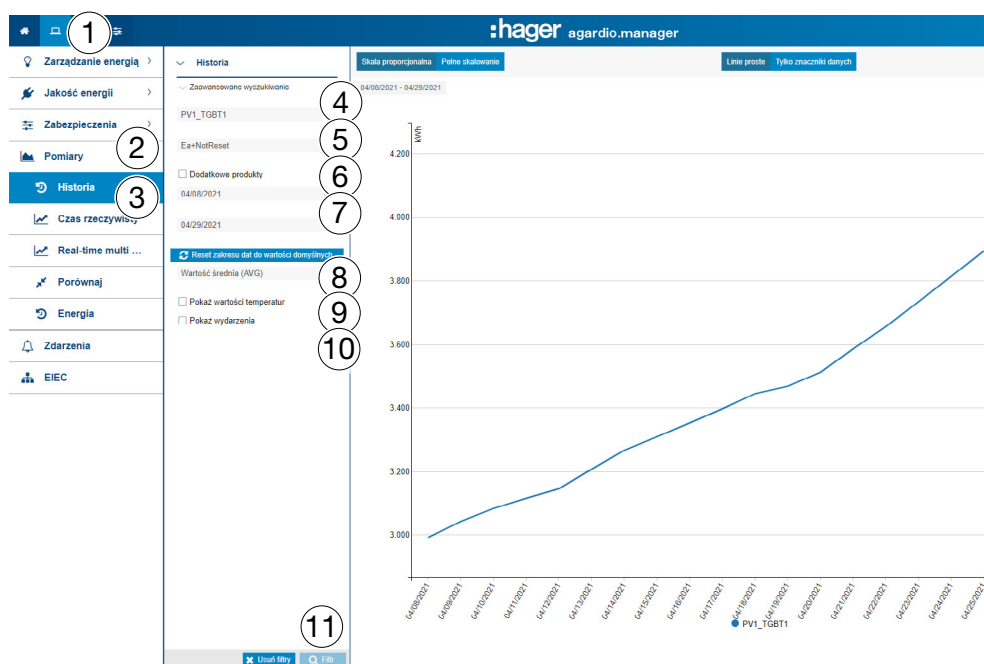 1
:hager agardio.manager
Zarządzanie energią
Jakość energii
Zabezpieczenia
2
Pomiary
Historia
3
Czas rzeczywisty
Real-time multi ...
Porównaj
Energia
Zdarzenia
EIEC
Historia
Zaawansowane wyszukiwanie
4
PV1_TGBT1
5
Ea+NotReset
6
Dodatkowe produkty
04/08/2021
7
04/29/2021
Reset zakresu dat do wartości domyślnych
8
Wartość średnia (AVG)
9
Pokaż wartości temperatur
Pokaż wydarzenia
10
11
Usuń filtry
Filtr
Skala proporcjonalna Pełne skalowanie
Linie proste Tylko znaczniki danych
04/08/2021 - 04/29/2021
kWh
4.200
4.000
3.800
3.600
3.400
3.200
3.000
04/08/2021 04/09/2021 04/10/2021 04/11/2021 04/12/2021 04/13/2021 04/14/2021 04/15/2021 04/16/2021 04/17/2021 04/18/2021 04/19/2021 04/20/2021 04/21/2021 04/22/2021 04/23/2021 04/24/2021 04/25/2021
PV1_TGBT1